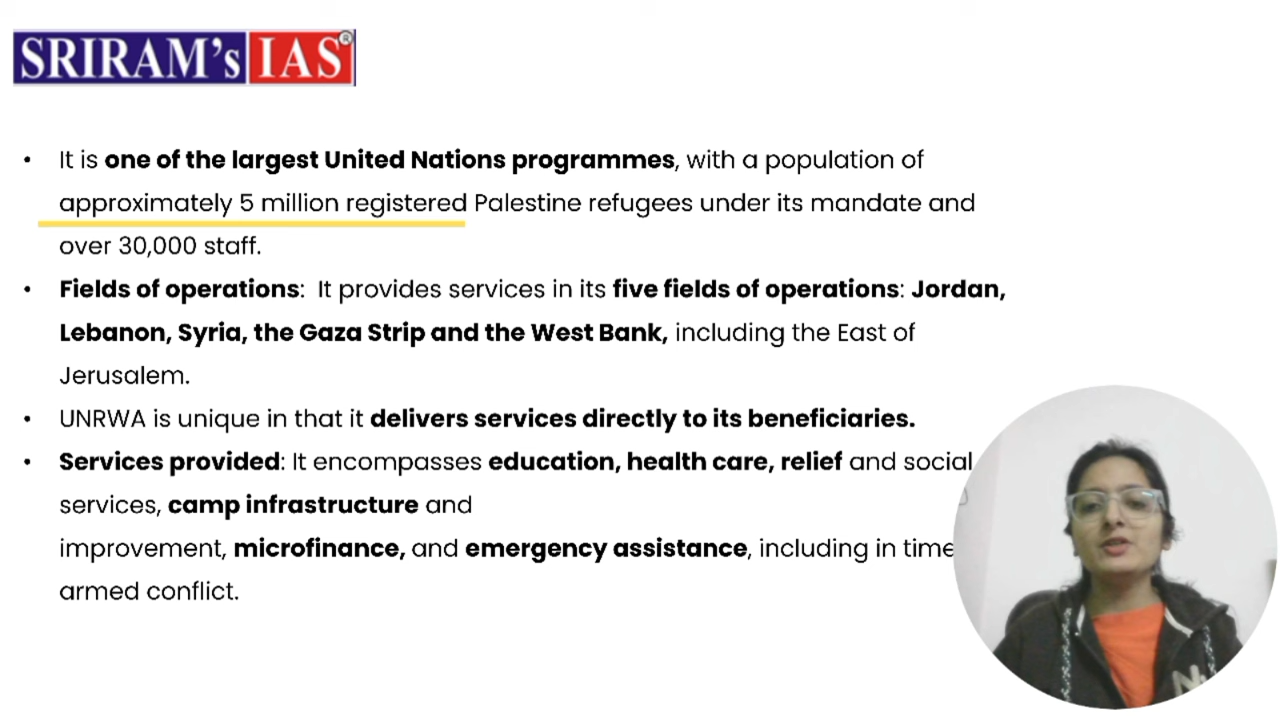 SRIRAM's IAS ®
• It is one of the largest United Nations programmes, with a population of
approximately 5 million registered Palestine refugees under its mandate and
over 30,000 staff.
• Fields of operations: It provides services in its five fields of operations: Jordan,
Lebanon, Syria, the Gaza Strip and the West Bank, including the East of
Jerusalem.
• UNRWA is unique in that it delivers services directly to its beneficiaries.
• Services provided: It encompasses education, health care, relief and social
services, camp infrastructure and
improvement, microfinance, and emergency assistance, including in time
armed conflict.